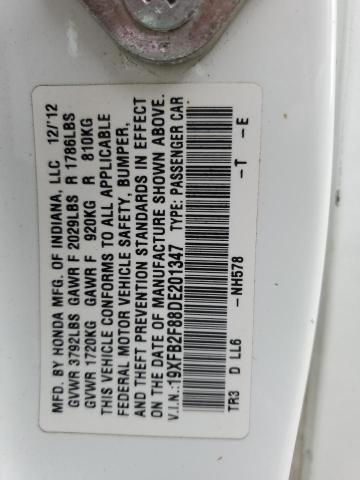 MFD. BY HONDA MFG. OF INDIANA, LLC 12/'12
GVWR 3792LBS GAWR F 2029LBS R 1786LBS
GVWR 1720KG GAWR F 920KG R 810KG
THIS VEHICLE CONFORMS TO ALL APPLICABLE
FEDERAL MOTOR VEHICLE SAFETY, BUMPER,
AND THEFT PREVENTION STANDARDS IN EFFECT
ON THE DATE OF MANUFACTURE SHOWN ABOVE.
V.I.N.:19XFB2F88DE201347 TYPE: PASSENGER CAR
-NH578 -T -E
TR3 D LL6